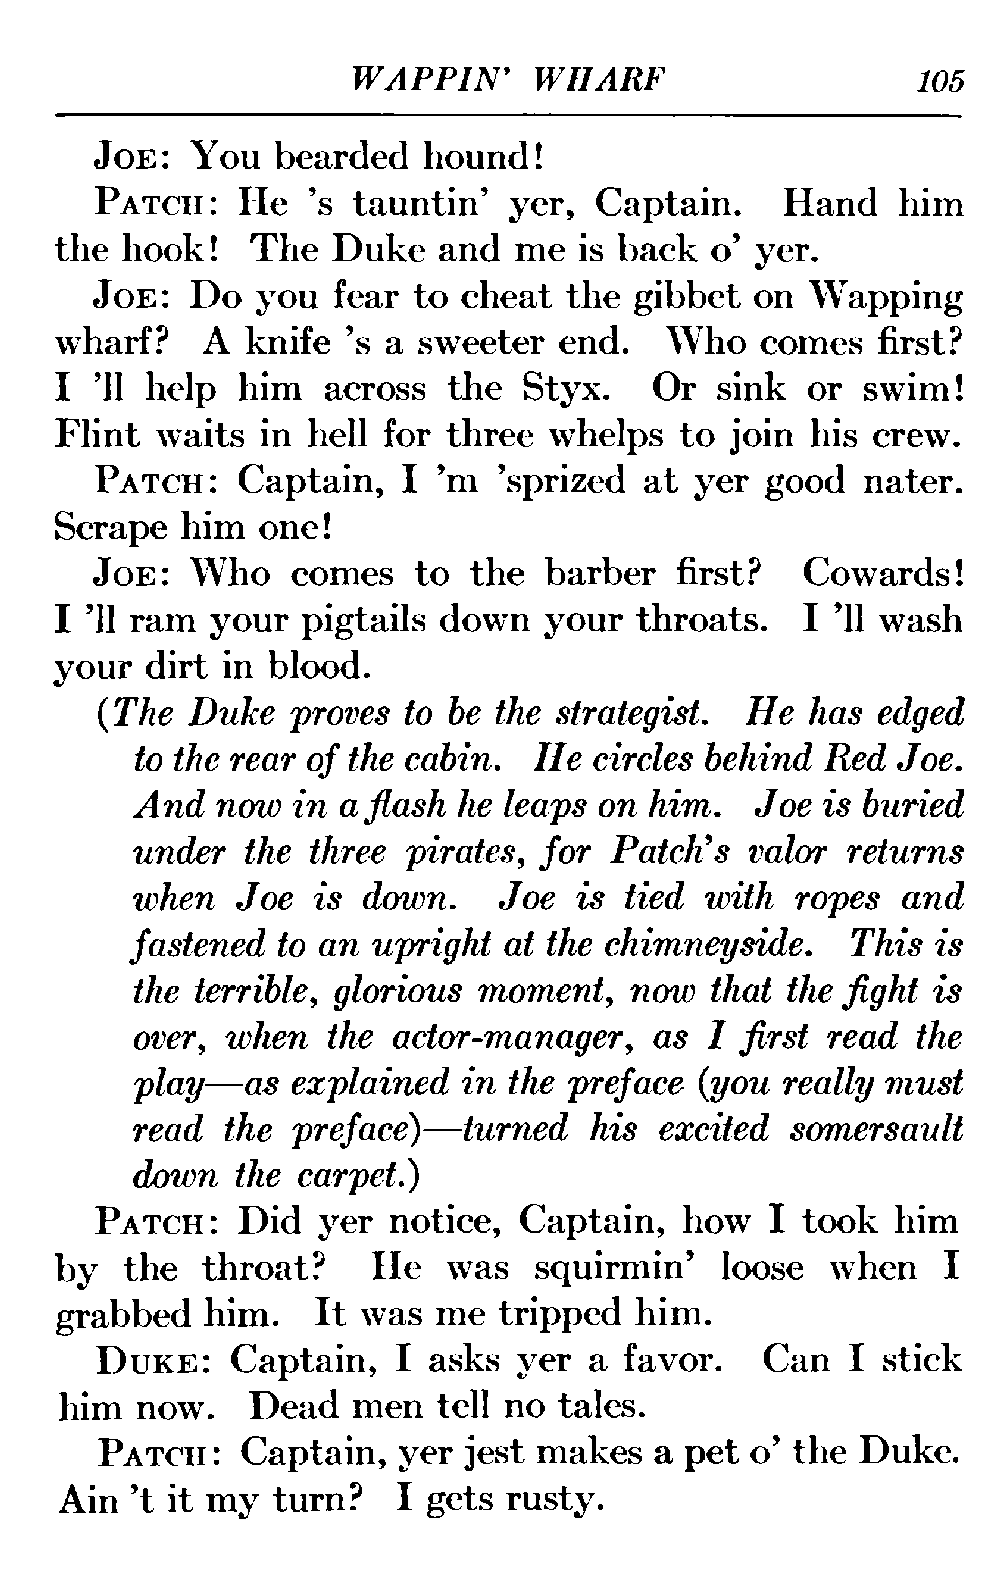 WAPPIN' WHARF 105
JOE: You bearded hound!
PATCH: He 's tauntin' yer, Captain. Hand him
the hook! The Duke and me is back o' yer.
JOE: Do you fear to cheat the gibbet on Wapping
wharf? A knife 's a sweeter end. Who comes first?
I 'll help him across the Styx. Or sink or swim!
Flint waits in hell for three whelps to join his crew.
PATCH: Captain, I 'm 'sprized at yer good nater.
Scrape him one!
JOE: Who comes to the barber first? Cowards!
I 'll ram your pigtails down your throats. I 'll wash
your dirt in blood.
(The Duke proves to be the strategist. He has edged
to the rear of the cabin. He circles behind Red Joe.
And now in a flash he leaps on him. Joe is buried
under the three pirates, for Patch's valor returns
when Joe is down. Joe is tied with ropes and
fastened to an upright at the chimneyside. This is
the terrible, glorious moment, now that the fight is
over, when the actor-manager, as I first read the
play—as explained in the preface (you really must
read the preface)—turned his excited somersault
down the carpet.)
PATCH: Did yer notice, Captain, how I took him
by the throat? He was squirmin' loose when I
grabbed him. It was me tripped him.
DUKE: Captain, I asks yer a favor. Can I stick
him now. Dead men tell no tales.
PATCH: Captain, yer jest makes a pet o' the Duke.
Ain 't it my turn? I gets rusty.